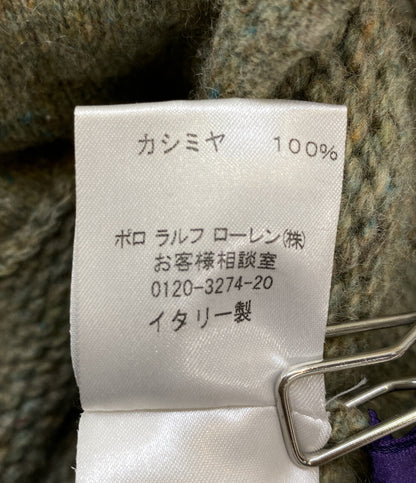 カシミヤ 100%
ポロ ラルフ ローレン(株)
お客様相談室
0120-3274-20
イタリー製